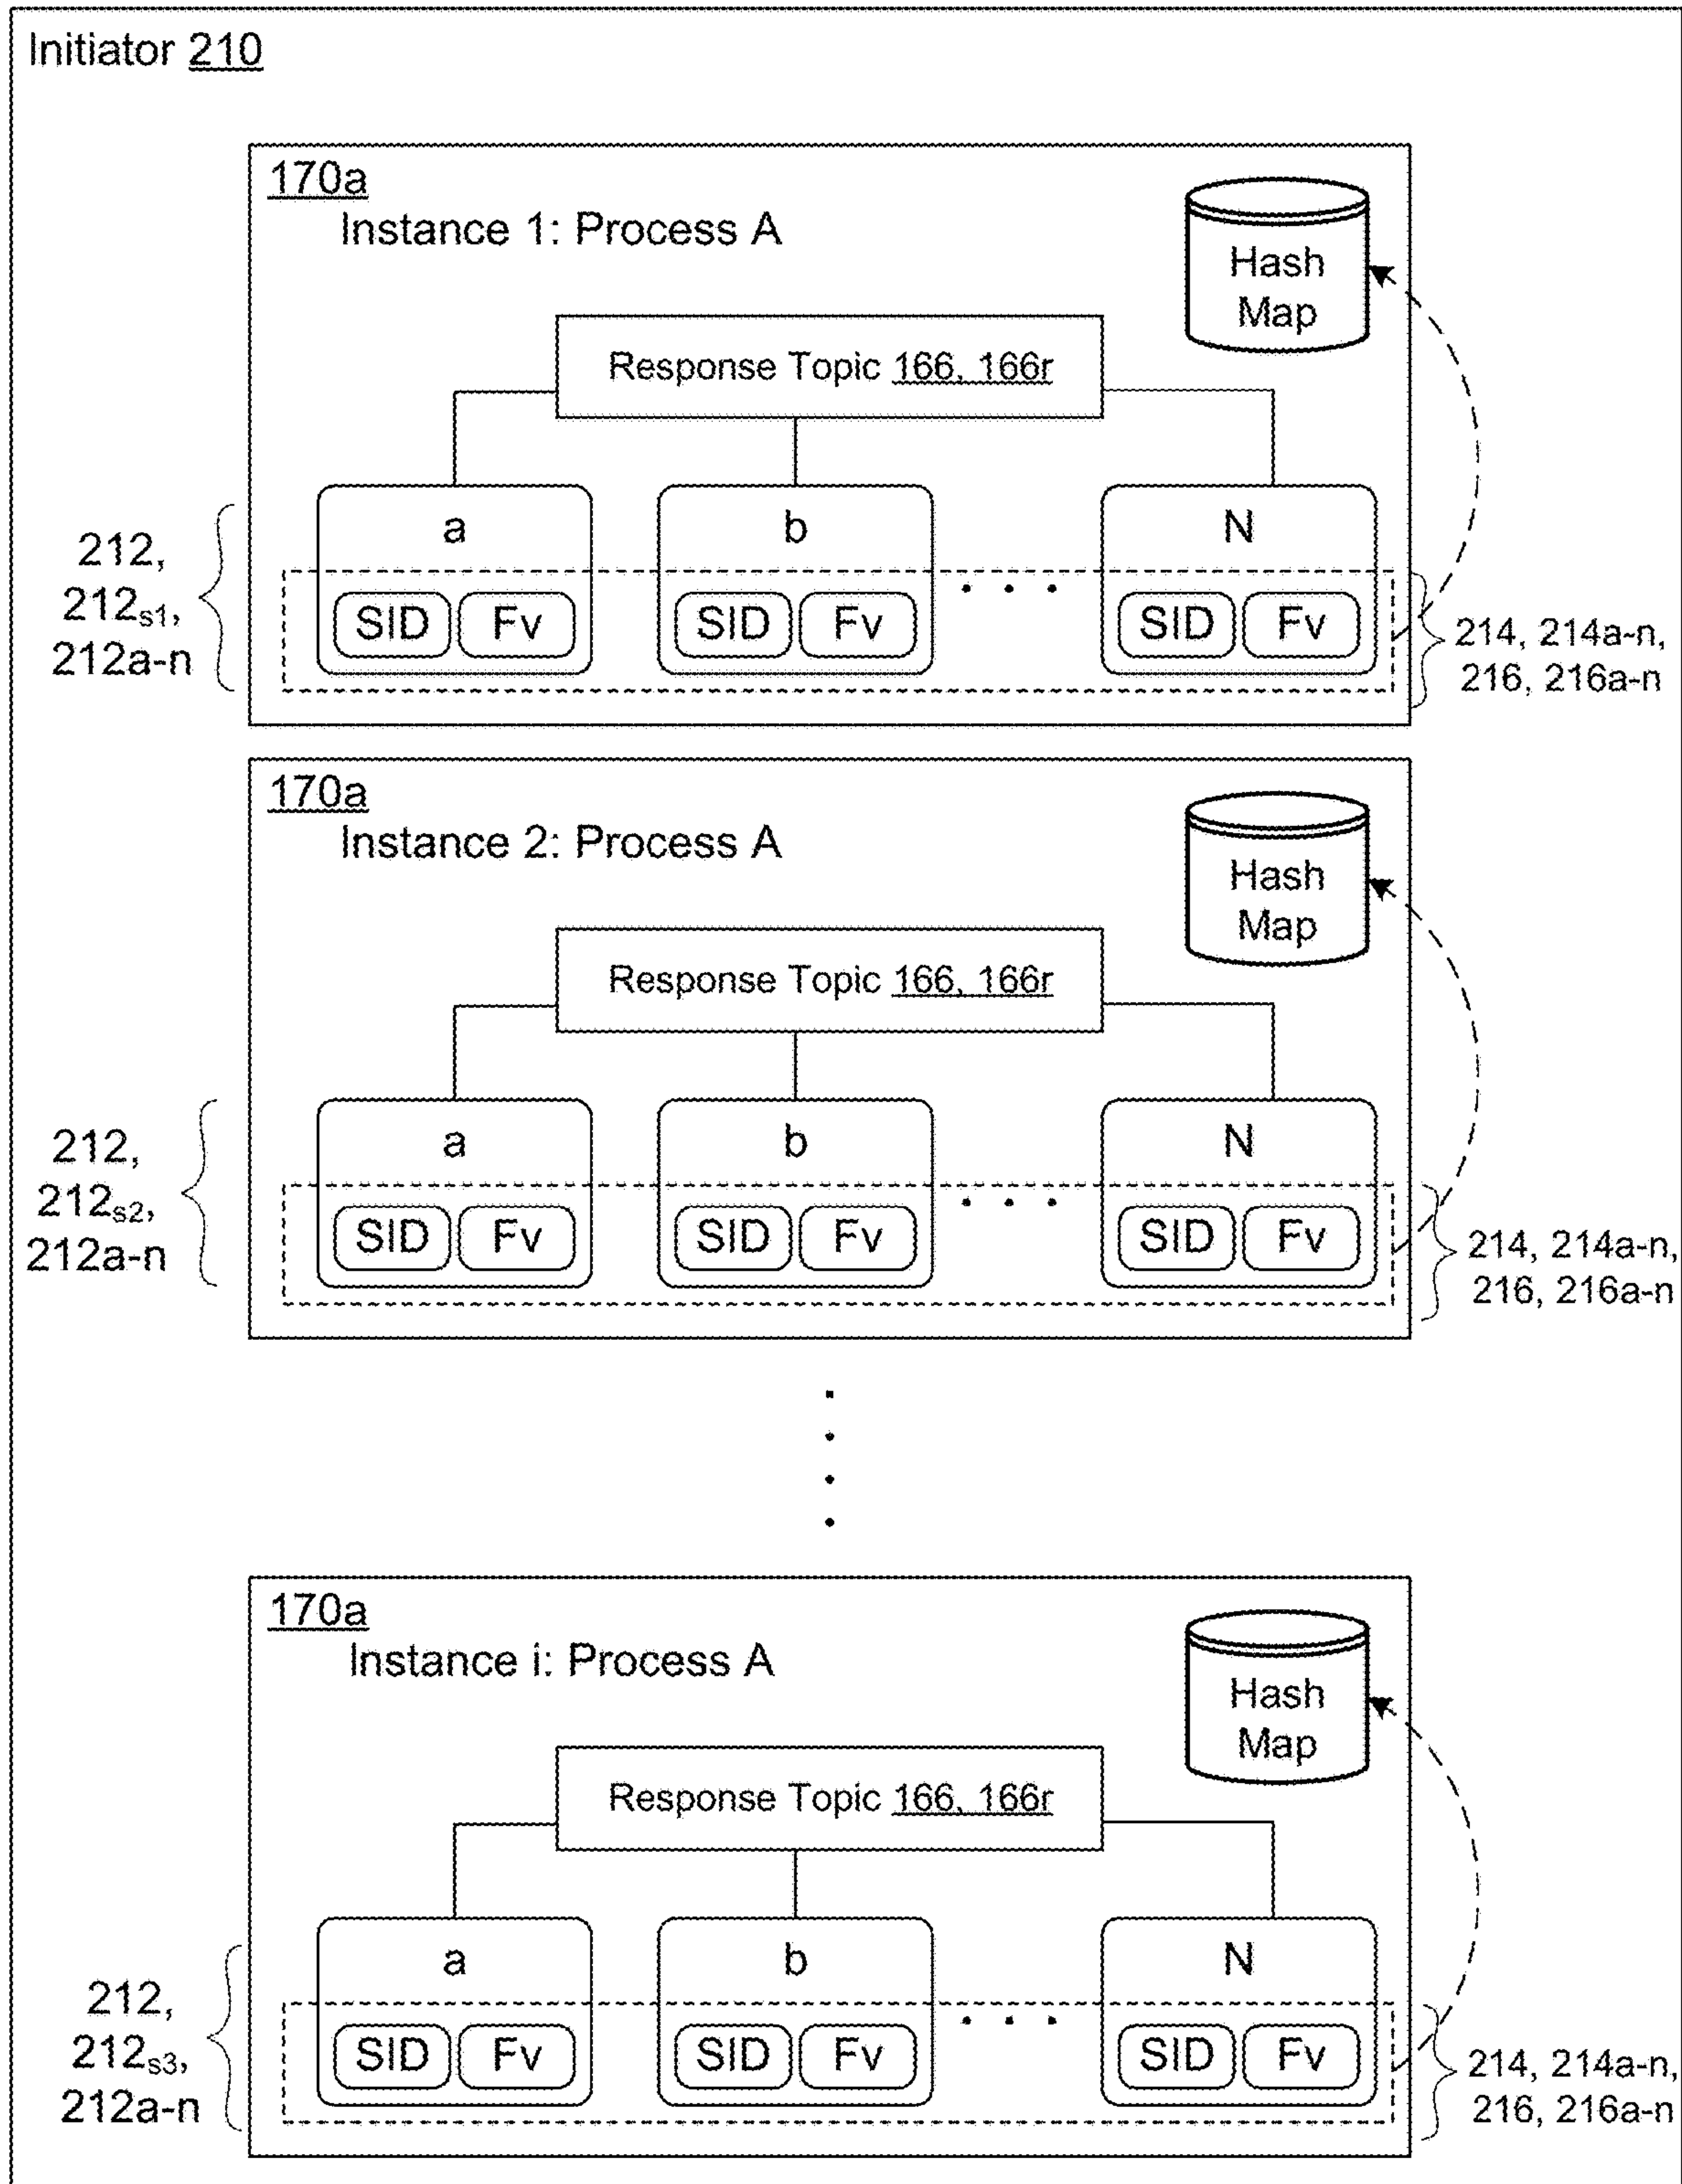 Initiator 210
170a
Instance 1: Process A
Hash
Map
Response Topic 166, 166r
a
b
N
SID Fv SID Fv SID Fv
212,
212s1,
212a-n
214, 214a-n,
216, 216a-n
170a
Instance 2: Process A
Hash
Map
Response Topic 166, 166r
a
b
N
SID Fv SID Fv SID Fv
212,
212s2,
212a-n
214, 214a-n,
216, 216a-n
170a
Instance i: Process A
Hash
Map
Response Topic 166, 166r
a
b
N
SID Fv SID Fv SID Fv
212,
212s3,
212a-n
214, 214a-n,
216, 216a-n